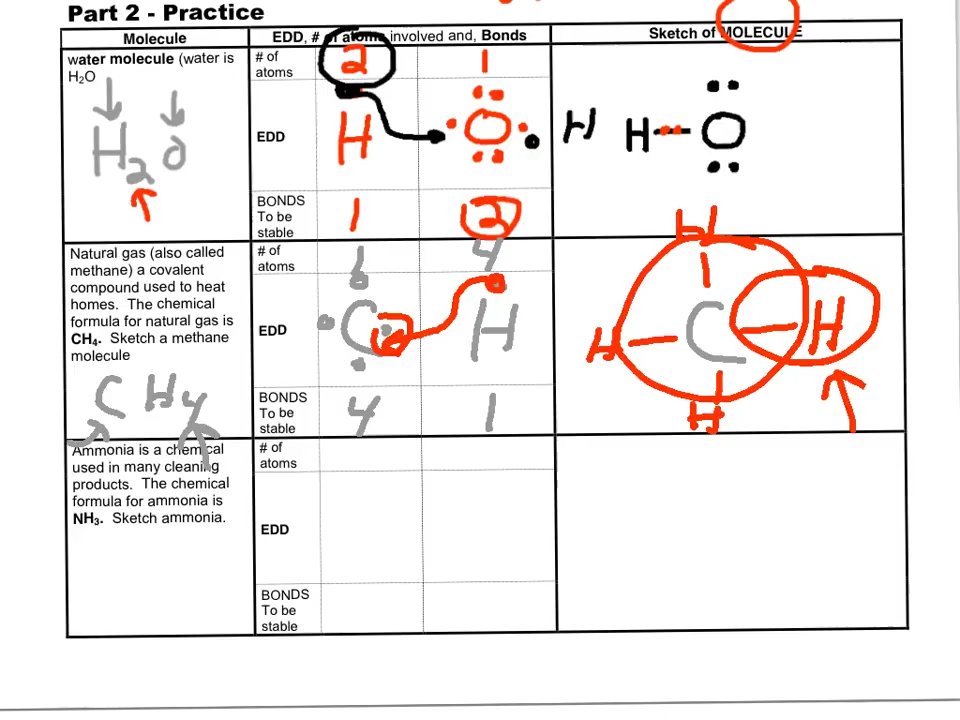 Part 2 - Practice
Molecule
EDD, # of atoms involved and, Bonds
Sketch of MOLECULE
water molecule (water is
H₂O
H₂O
# of
atoms
2
1
EDD
H
O
H
H
O
BONDS
To be
stable
1
2
Natural gas (also called
methane) a covalent
compound used to heat
homes. The chemical
formula for natural gas is
CH₄. Sketch a methane
molecule
CH₄
# of
atoms
4
EDD
C
H
BONDS
To be
stable
4
1
H
H
C
H
H
Ammonia is a chemical
used in many cleaning
products. The chemical
formula for ammonia is
NH₃. Sketch ammonia.
# of
atoms
EDD
BONDS
To be
stable